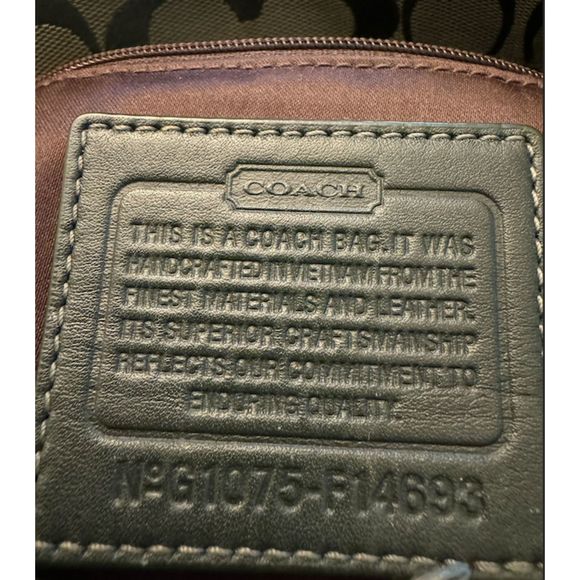 COACH
THIS IS A COACH BAG. IT WAS
HANDCRAFTED IN VIETNAM FROM THE
FINEST MATERIALS AND LEATHER.
ITS SUPERIOR CRAFTSMANSHIP
REFLECTS OUR COMMITMENT TO
ENDURING QUALITY.
NºG1075-F14693